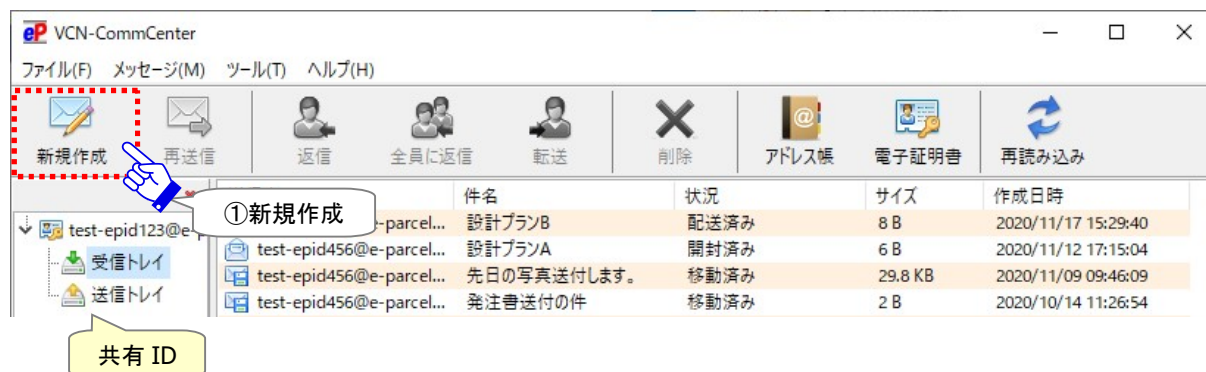 eP VCN-CommCenter
ファイル(F) メッセージ(M) ツール(T) ヘルプ(H)
新規作成 再送信 返信 全員に返信 転送 削除 アドレス帳 電子証明書 再読み込み
件名 状況 サイズ 作成日時
①新規作成
test-epid123@e-p
e-parcel... 設計プランB 配送済み 8 B 2020/11/17 15:29:40
受信トレイ
test-epid456@e-parcel... 設計プランA 開封済み 6 B 2020/11/12 17:15:04
test-epid456@e-parcel... 先日の写真送付します。 移動済み 29.8 KB 2020/11/09 09:46:09
送信トレイ
test-epid456@e-parcel... 発注書送付の件 移動済み 2 B 2020/10/14 11:26:54
共有 ID